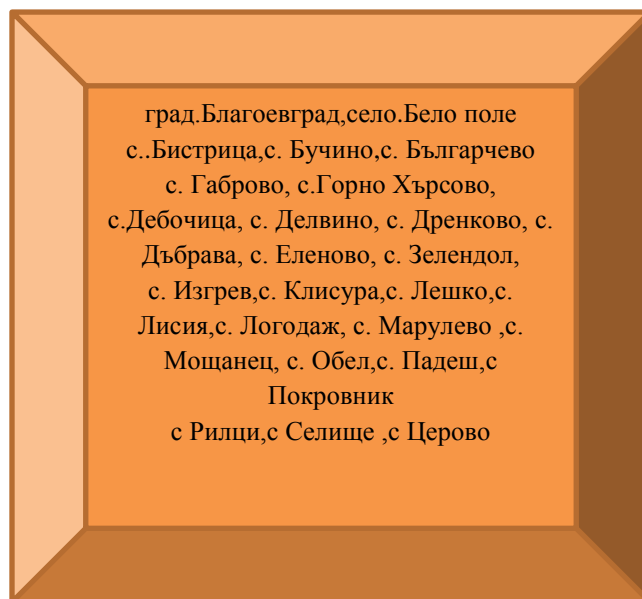 град.Благоевград,село.Бело поле
с..Бистрица,с. Бучино,с. Българчево
с. Габрово, с.Горно Хърсово,
с.Дебочица, с. Делвино, с. Дренково, с.
Дъбрава, с. Еленово, с. Зелендол,
с. Изгрев,с. Клисура,с. Лешко,с.
Лисия,с. Логодаж, с. Марулево ,с.
Мощанец, с. Обел,с. Падеш,с
Покровник
с Рилци,с Селище ,с Церово